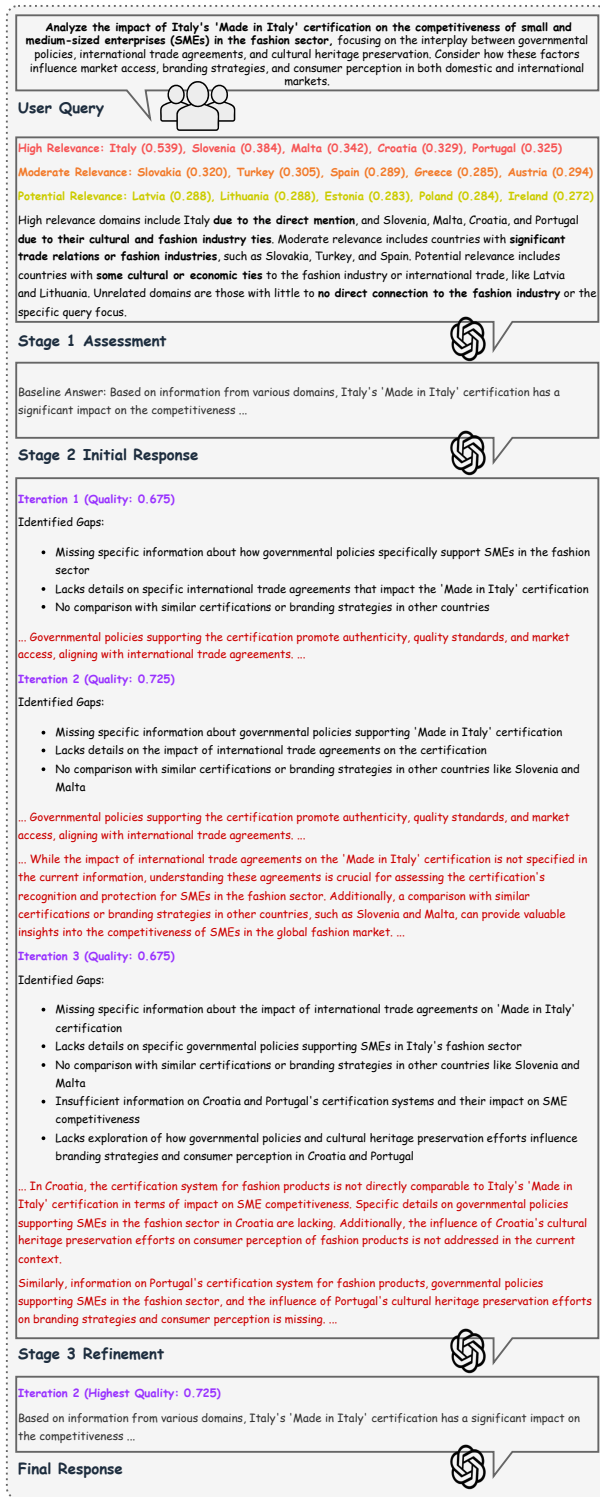 Analyze the impact of Italy's 'Made in Italy' certification on the competitiveness of small and
medium-sized enterprises (SMEs) in the fashion sector, focusing on the interplay between governmental
policies, international trade agreements, and cultural heritage preservation. Consider how these factors
influence market access, branding strategies, and consumer perception in both domestic and international
markets.
User Query
High Relevance: Italy (0.539), Slovenia (0.384), Malta (0.342), Croatia (0.329), Portugal (0.325)
Moderate Relevance: Slovakia (0.320), Turkey (0.305), Spain (0.289), Greece (0.285), Austria (0.294)
Potential Relevance: Latvia (0.288), Lithuania (0.288), Estonia (0.283), Poland (0.284), Ireland (0.272)
High relevance domains include Italy due to the direct mention, and Slovenia, Malta, Croatia, and Portugal
due to their cultural and fashion industry ties. Moderate relevance includes countries with significant
trade relations or fashion industries, such as Slovakia, Turkey, and Spain. Potential relevance includes
countries with some cultural or economic ties to the fashion industry or international trade, like Latvia
and Lithuania. Unrelated domains are those with little to no direct connection to the fashion industry or the
specific query focus.
Stage 1 Assessment
Baseline Answer: Based on information from various domains, Italy's 'Made in Italy' certification has a
significant impact on the competitiveness ...
Stage 2 Initial Response
Iteration 1 (Quality: 0.675)
Identified Gaps:
• Missing specific information about how governmental policies specifically support SMEs in the fashion
sector
• Lacks details on specific international trade agreements that impact the 'Made in Italy' certification
• No comparison with similar certifications or branding strategies in other countries
... Governmental policies supporting the certification promote authenticity, quality standards, and market
access, aligning with international trade agreements. ...
Iteration 2 (Quality: 0.725)
Identified Gaps:
• Missing specific information about governmental policies supporting 'Made in Italy' certification
• Lacks details on the impact of international trade agreements on the certification
• No comparison with similar certifications or branding strategies in other countries like Slovenia and
Malta
... Governmental policies supporting the certification promote authenticity, quality standards, and market
access, aligning with international trade agreements. ...
... While the impact of international trade agreements on the 'Made in Italy' certification is not specified in
the current information, understanding these agreements is crucial for assessing the certification's
recognition and protection for SMEs in the fashion sector. Additionally, a comparison with similar
certifications or branding strategies in other countries, such as Slovenia and Malta, can provide valuable
insights into the competitiveness of SMEs in the global fashion market. ...
Iteration 3 (Quality: 0.675)
Identified Gaps:
• Missing specific information about the impact of international trade agreements on 'Made in Italy'
certification
• Lacks details on specific governmental policies supporting SMEs in Italy's fashion sector
• No comparison with similar certifications or branding strategies in other countries like Slovenia and
Malta
• Insufficient information on Croatia and Portugal's certification systems and their impact on SME
competitiveness
• Lacks exploration of how governmental policies and cultural heritage preservation efforts influence
branding strategies and consumer perception in Croatia and Portugal
... In Croatia, the certification system for fashion products is not directly comparable to Italy's 'Made in
Italy' certification in terms of impact on SME competitiveness. Specific details on governmental policies
supporting SMEs in the fashion sector in Croatia are lacking. Additionally, the influence of Croatia's cultural
heritage preservation efforts on consumer perception of fashion products is not addressed in the current
context.
Similarly, information on Portugal's certification system for fashion products, governmental policies
supporting SMEs in the fashion sector, and the influence of Portugal's cultural heritage preservation efforts
on branding strategies and consumer perception is missing. ...
Stage 3 Refinement
Iteration 2 (Highest Quality: 0.725)
Based on information from various domains, Italy's 'Made in Italy' certification has a significant impact on
the competitiveness ...
Final Response